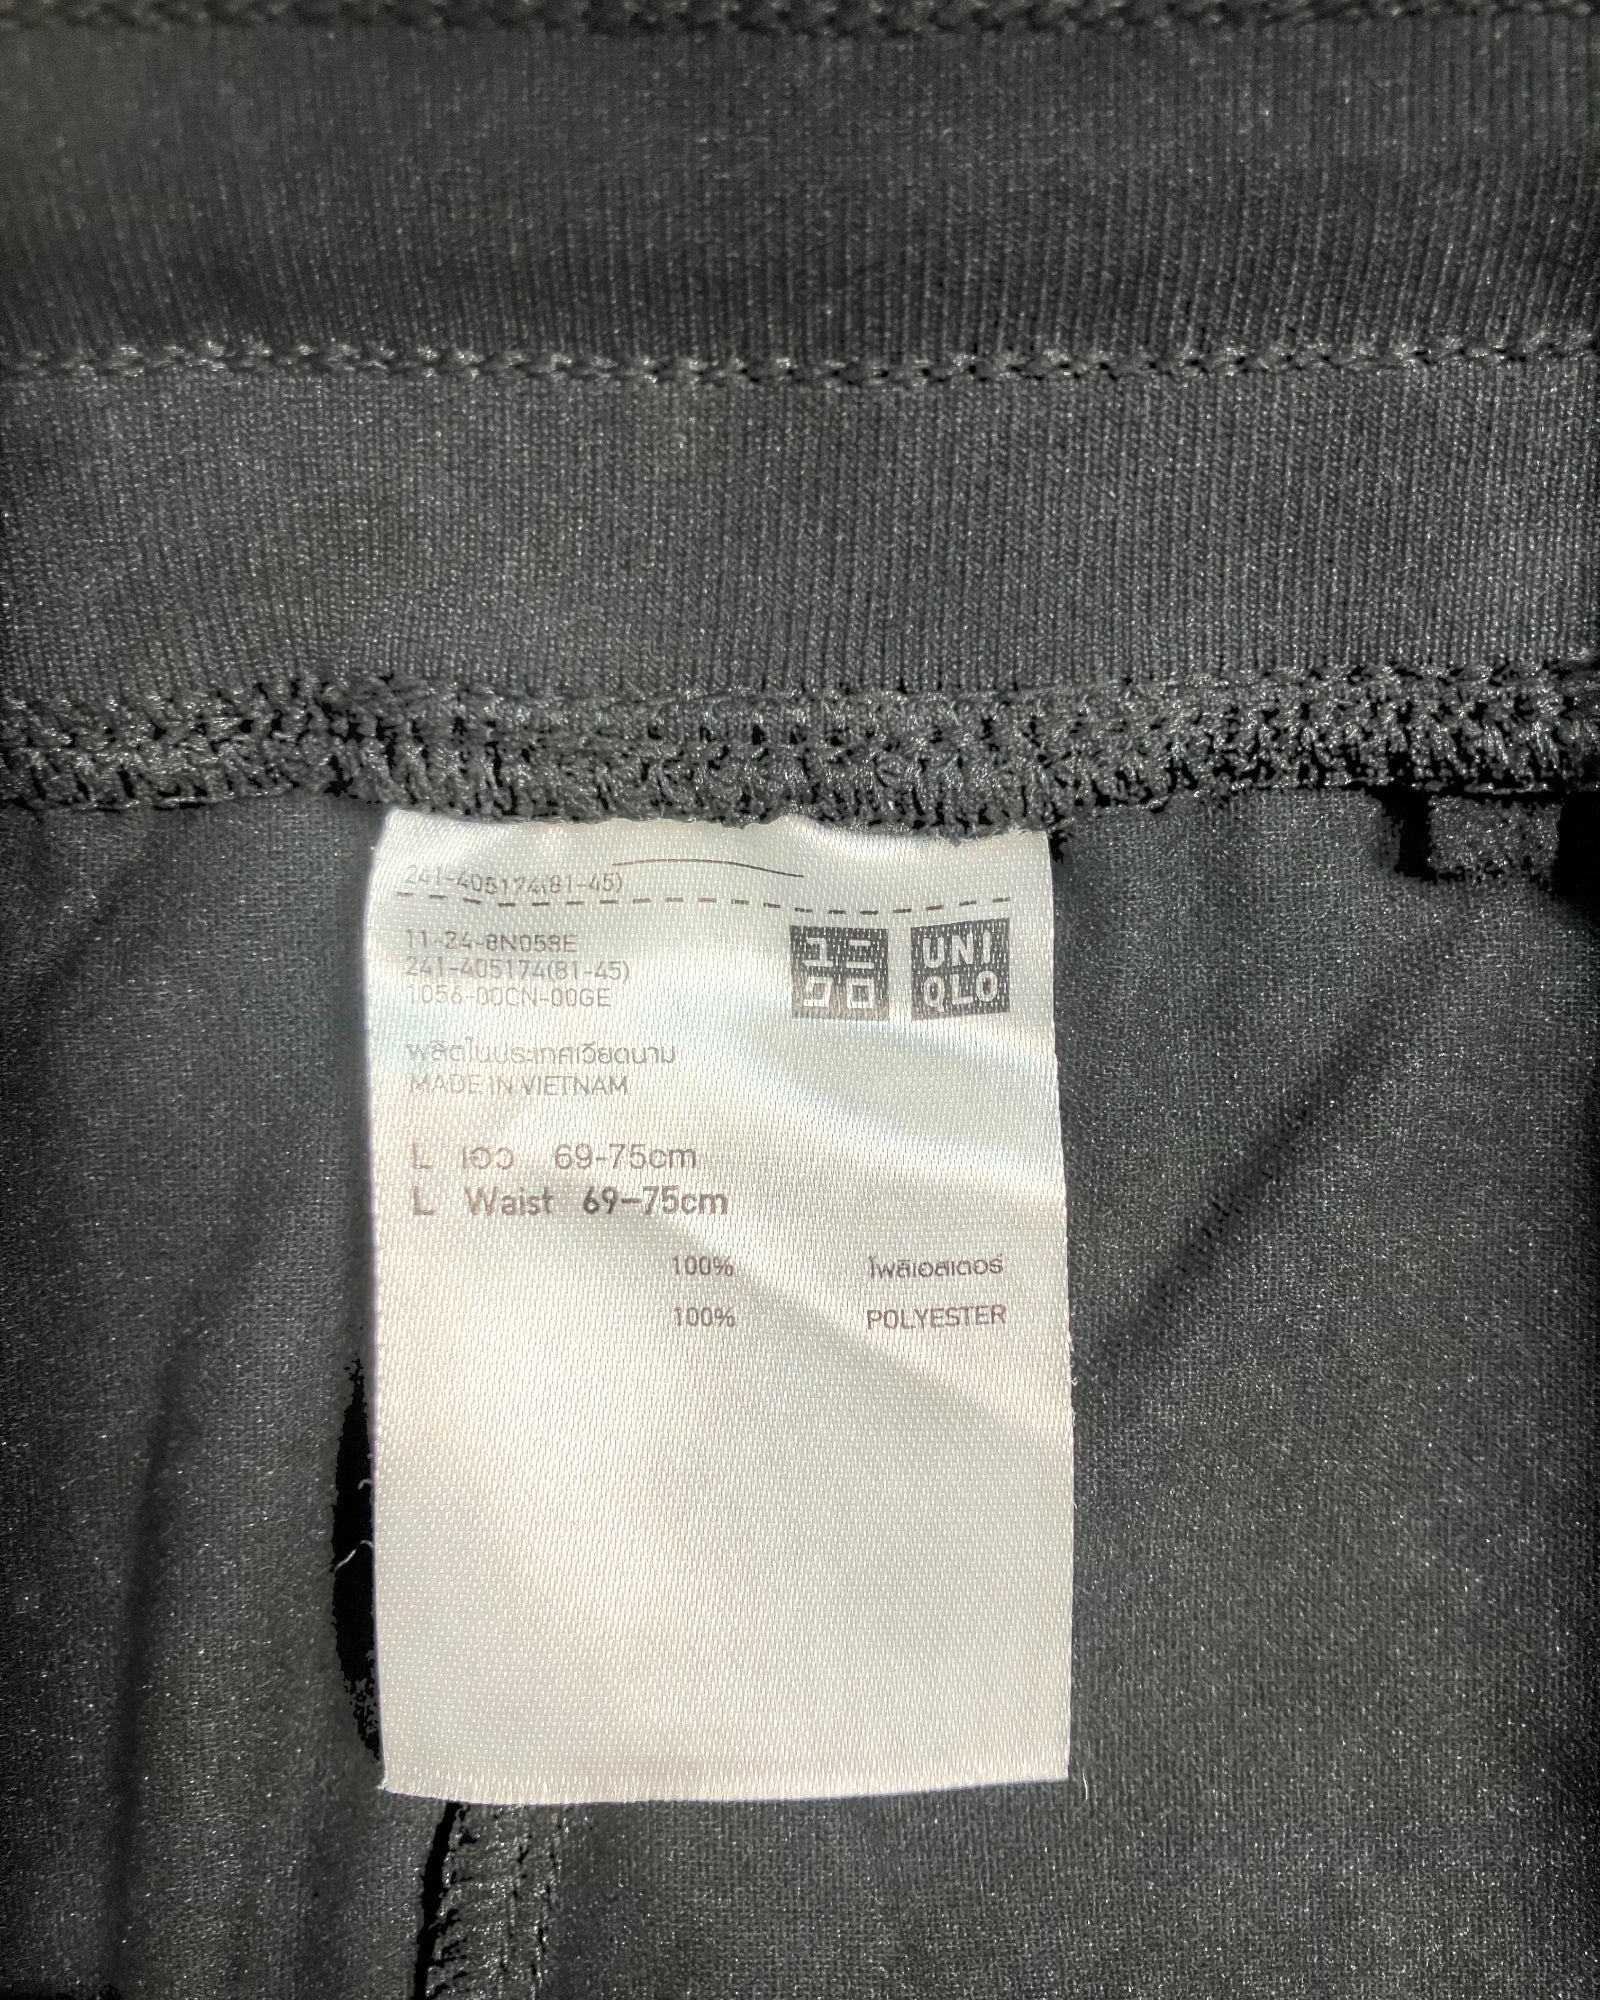 241-405174(81-45)
11-24-8N058E
241-405174(81-45)
1056-00CN-00GE
ユニ
クロ
UNI
QLO
ผลิตในประเทศเวียดนาม
MADE IN VIETNAM
L เอว 69-75cm
L Waist 69-75cm
100% โพลีเอสเตอร์
100% POLYESTER